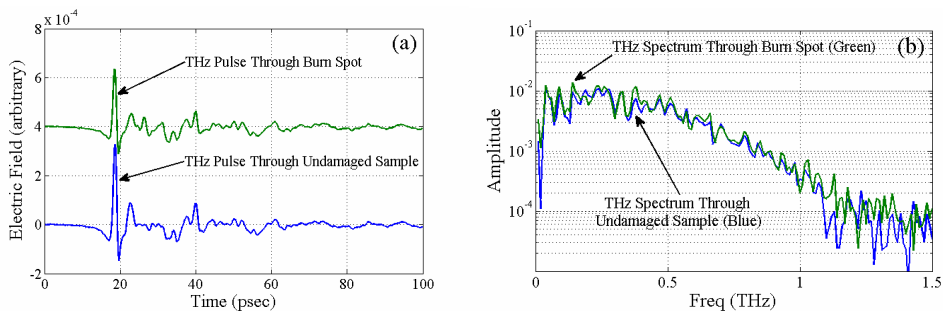 x 10-4
8
6
4
2
0
-2
0
20
40
60
80
100
Electric Field (arbitrary)
Time (psec)
(a)
THz Pulse Through Burn Spot
THz Pulse Through Undamaged Sample
10-1
10-2
10-3
10-4
0
0.5
1
1.5
Amplitude
Freq (THz)
(b)
THz Spectrum Through Burn Spot (Green)
THz Spectrum Through
Undamaged Sample (Blue)